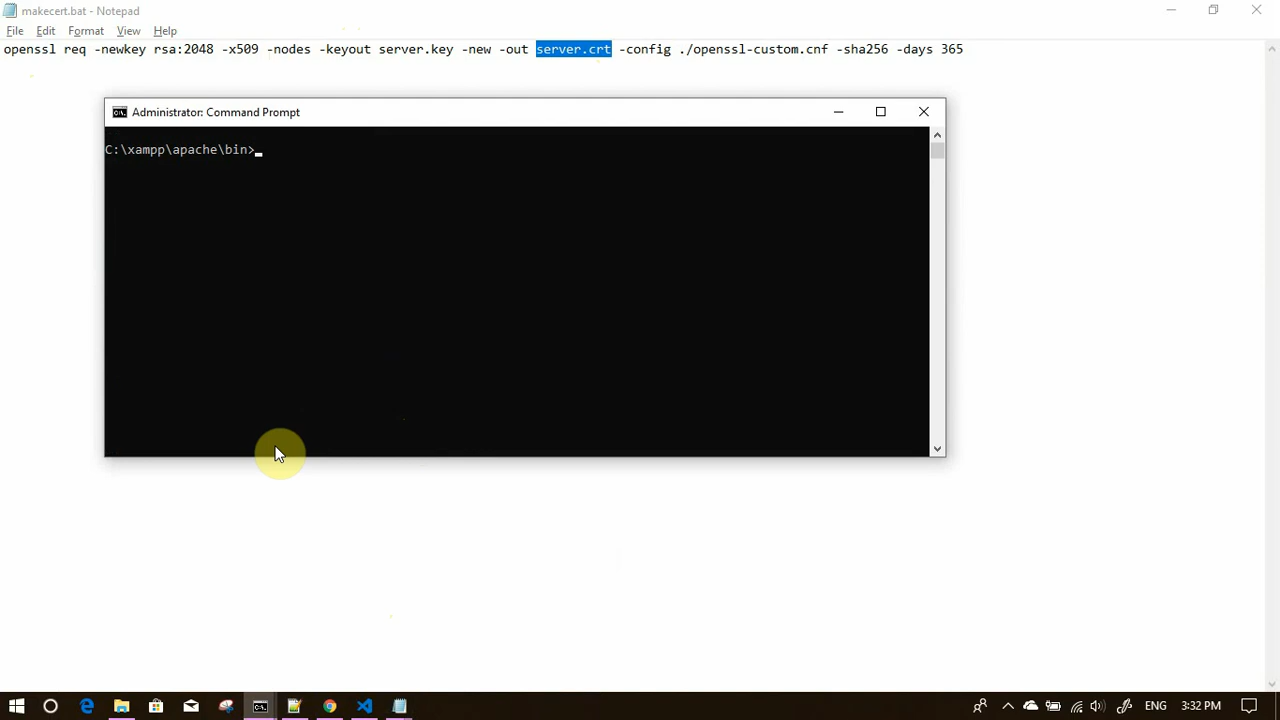 makecert.bat - Notepad
File Edit Format View Help
openssl req -newkey rsa:2048 -x509 -nodes -keyout server.key -new -out server.crt -config ./openssl-custom.cnf -sha256 -days 365
Administrator: Command Prompt
C:\xampp\apache\bin>
ENG 3:32 PM